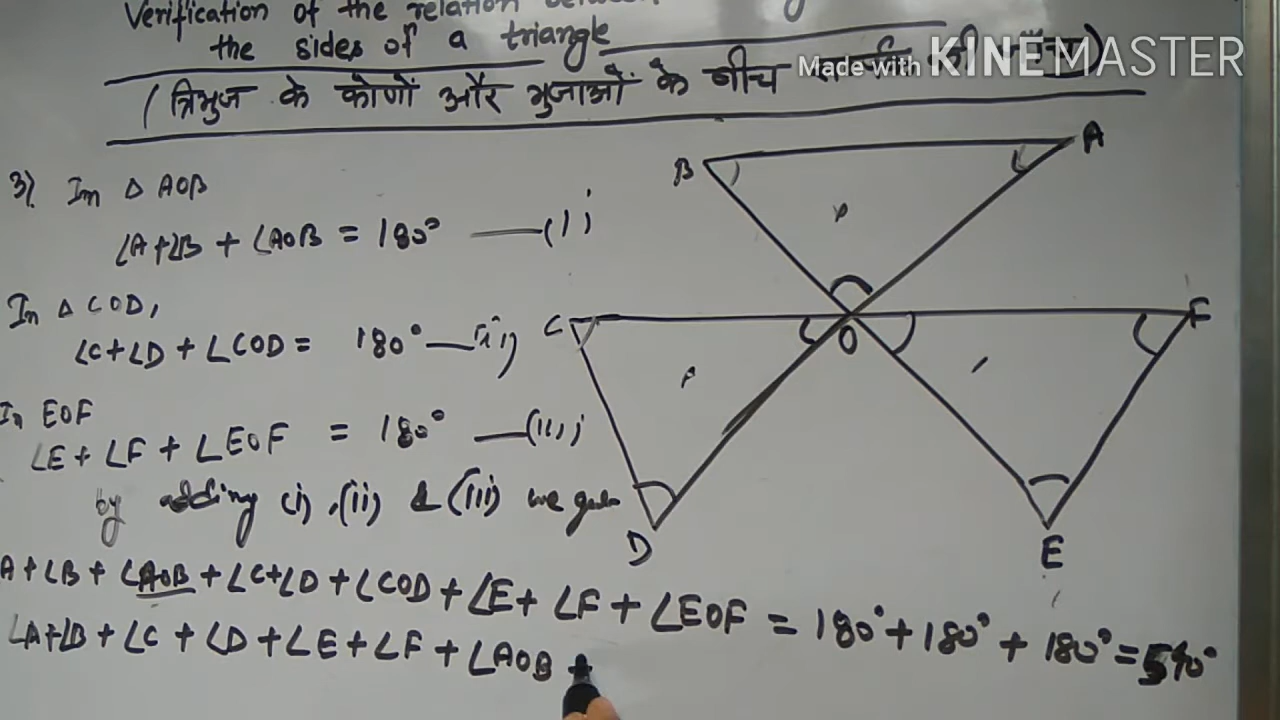 Verification of the relation between
the sides of a triangle
(त्रिभुज के कोणों और भुजाओं के बीच की
Made with KINEMASTER
3). In Δ AOB
∠A+∠B + ∠AOB = 180° —(i)
In Δ COD,
∠C+∠D + ∠COD = 180° —(ii)
In EOF
∠E+ ∠F + ∠EOF = 180° —(iii)
by adding (i), (ii) & (iii) we
A+∠B + ∠AOB + ∠C+∠D + ∠COD + ∠E+ ∠F + ∠EOF = 180°+180°+180°=540°
∠A+∠B + ∠C + ∠D + ∠E + ∠F + ∠AOB +
B
A
C
O
F
D
E